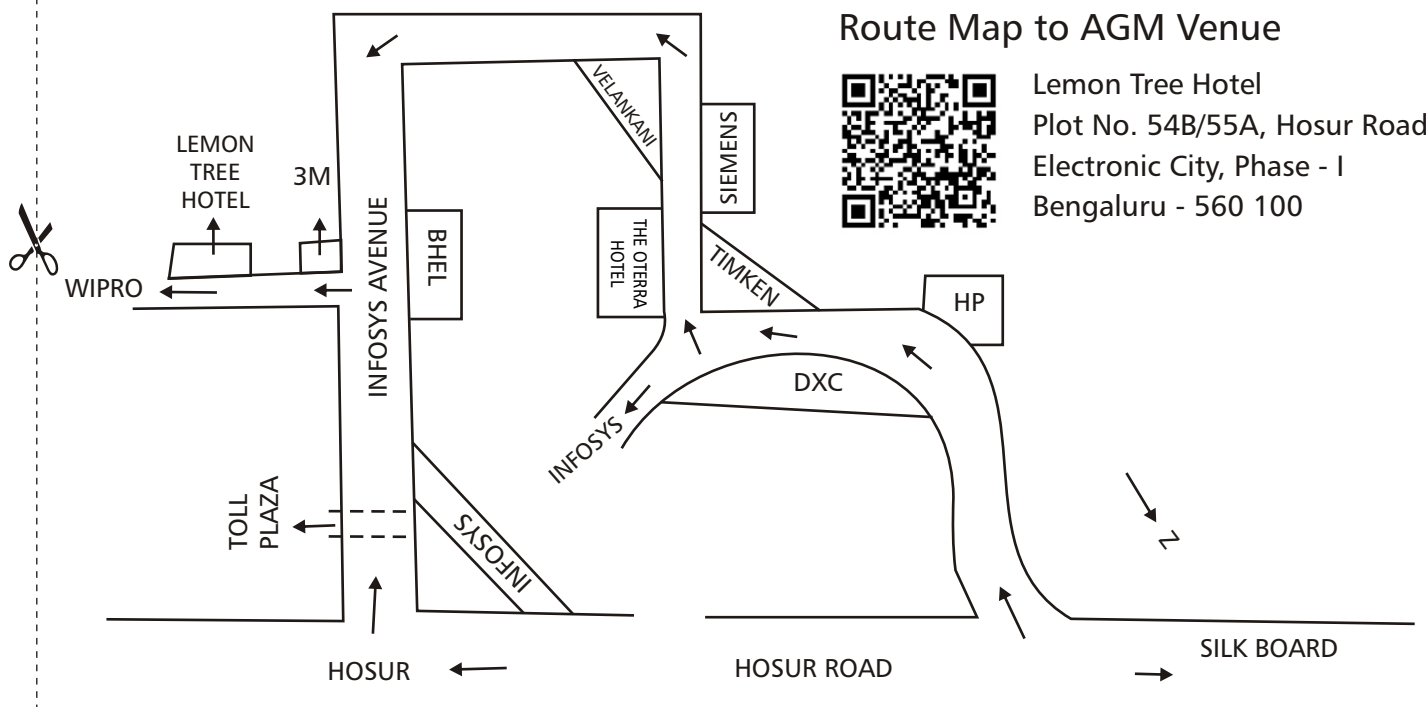 Route Map to AGM Venue
Lemon Tree Hotel
Plot No. 54B/55A, Hosur Road
Electronic City, Phase - I
Bengaluru - 560 100
VELANKANI
SIEMENS
LEMON
TREE
HOTEL
3M
INFOSYS AVENUE
BHEL
THE OTERRA
HOTEL
TIMKEN
WIPRO
HP
DXC
INFOSYS
TOLL
PLAZA
INFOSYS
N
HOSUR
HOSUR ROAD
SILK BOARD